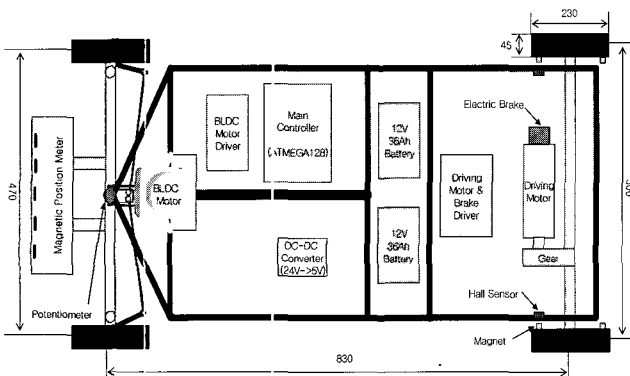 230
45
Electric Brake
BLDC
Motor
Driver
Main
Controller
(ATMEGA128)
12V
36Ah
Battery
470
Magnetic Position Meter
BLDC
Motor
Driving
Motor &
Brake
Driver
Driving
Motor
DC-DC
Converter
(24V->5V)
12V
36Ah
Battery
Gear
Potentiometer
Hall Sensor
Magnet
830